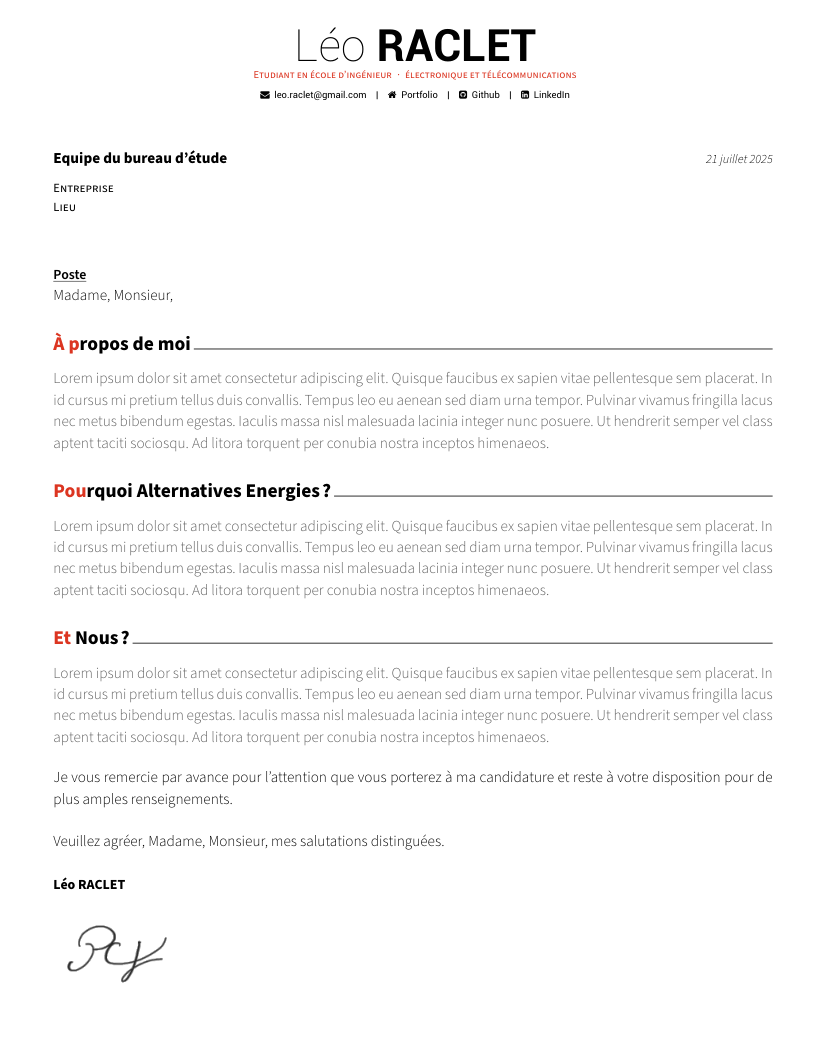 Léo RACLET
Etudiant en école d'ingénieur · électronique et télécommunications
leo.raclet@gmail.com | Portfolio | Github | LinkedIn
Equipe du bureau d'étude
21 juillet 2025
Entreprise
Lieu
Poste
Madame, Monsieur,
À propos de moi
Lorem ipsum dolor sit amet consectetur adipiscing elit. Quisque faucibus ex sapien vitae pellentesque sem placerat. In
id cursus mi pretium tellus duis convallis. Tempus leo eu aenean sed diam urna tempor. Pulvinar vivamus fringilla lacus
nec metus bibendum egestas. Iaculis massa nisl malesuada lacinia integer nunc posuere. Ut hendrerit semper vel class
aptent taciti sociosqu. Ad litora torquent per conubia nostra inceptos himenaeos.
Pourquoi Alternatives Energies ?
Lorem ipsum dolor sit amet consectetur adipiscing elit. Quisque faucibus ex sapien vitae pellentesque sem placerat. In
id cursus mi pretium tellus duis convallis. Tempus leo eu aenean sed diam urna tempor. Pulvinar vivamus fringilla lacus
nec metus bibendum egestas. Iaculis massa nisl malesuada lacinia integer nunc posuere. Ut hendrerit semper vel class
aptent taciti sociosqu. Ad litora torquent per conubia nostra inceptos himenaeos.
Et Nous ?
Lorem ipsum dolor sit amet consectetur adipiscing elit. Quisque faucibus ex sapien vitae pellentesque sem placerat. In
id cursus mi pretium tellus duis convallis. Tempus leo eu aenean sed diam urna tempor. Pulvinar vivamus fringilla lacus
nec metus bibendum egestas. Iaculis massa nisl malesuada lacinia integer nunc posuere. Ut hendrerit semper vel class
aptent taciti sociosqu. Ad litora torquent per conubia nostra inceptos himenaeos.
Je vous remercie par avance pour l'attention que vous porterez à ma candidature et reste à votre disposition pour de
plus amples renseignements.
Veuillez agréer, Madame, Monsieur, mes salutations distinguées.
Léo RACLET